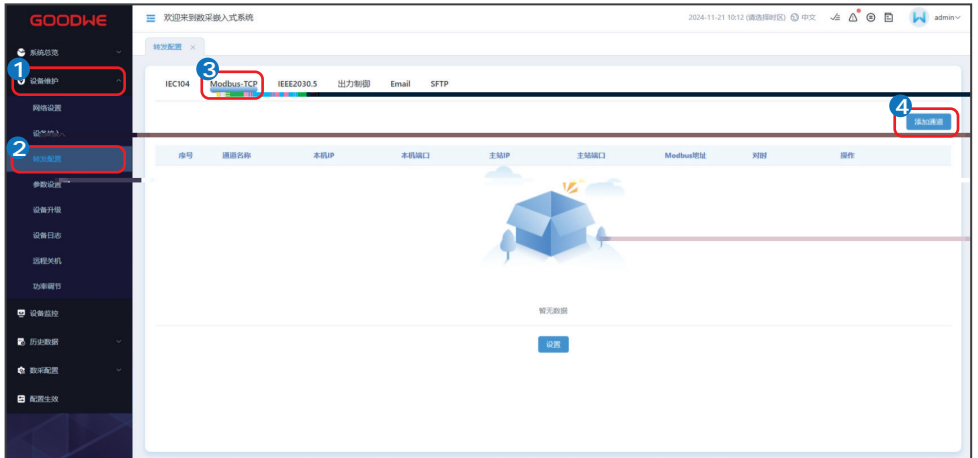 GOODWE
欢迎来到数采嵌入式系统
2024-11-21 10:12 (请选择时区) 中文
admin
系统总览
1
设备维护
网络设置
设备接入
2
转发配置
参数设置
设备升级
设备日志
远程关机
功率调节
设备监控
历史数据
数采配置
配置生效
转发配置 ×
3
IEC104 Modbus-TCP IEEE2030.5 出力制御 Email SFTP
4
添加通道
序号 通道名称 本机IP 本机端口 主站IP 主站端口 Modbus地址 对时 操作
暂无数据
设置